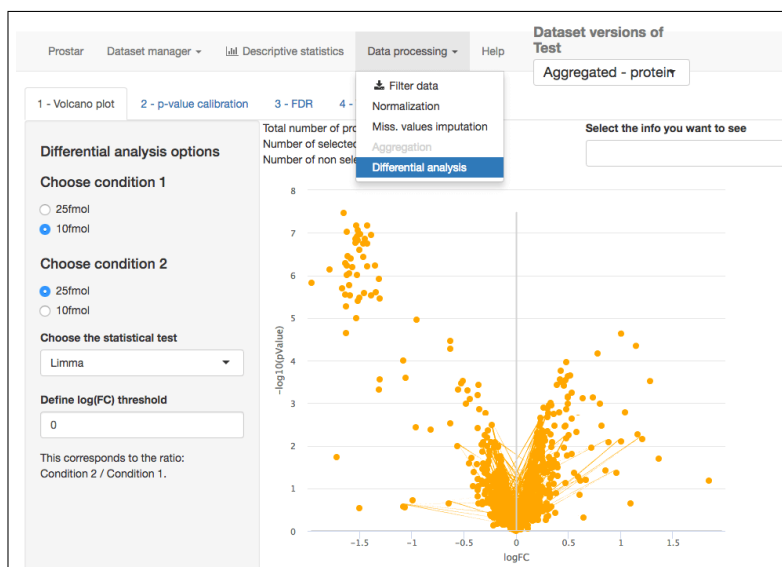 Prostar
Dataset manager
Descriptive statistics
Data processing
Help
Dataset versions of
Test
Aggregated - protein
Filter data
Normalization
Miss. values imputation
Aggregation
Differential analysis
1 - Volcano plot
2 - p-value calibration
3 - FDR
4 -
Total number of pro
Number of selected
Number of non sele
Select the info you want to see
Differential analysis options
Choose condition 1
25fmol
10fmol
Choose condition 2
25fmol
10fmol
Choose the statistical test
Limma
Define log(FC) threshold
0
This corresponds to the ratio:
Condition 2 / Condition 1.
-log10(pValue)
8
7
6
5
4
3
2
1
0
-1.5
-1
-0.5
0
0.5
1
1.5
logFC